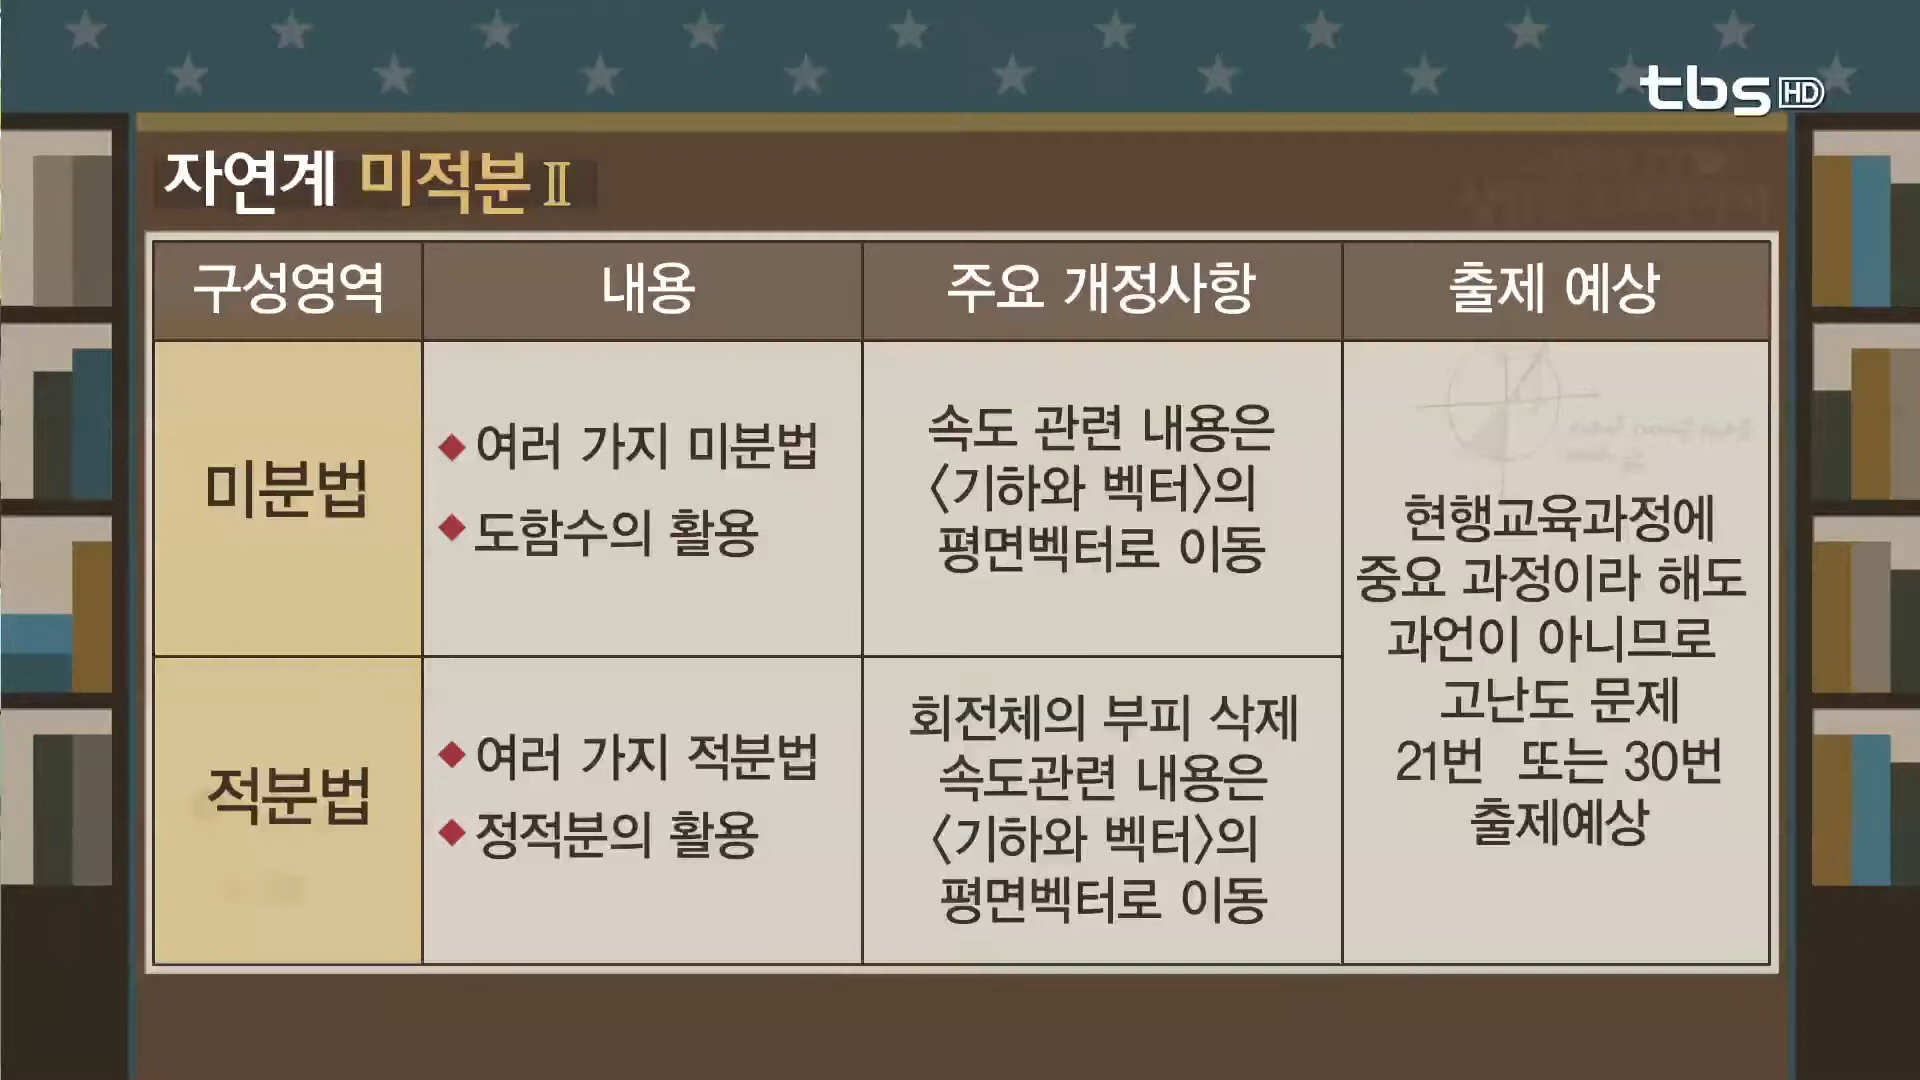 tbs HD
자연계 미적분Ⅱ
구성영역
내용
주요 개정사항
출제 예상
미분법
여러 가지 미분법
도함수의 활용
속도 관련 내용은
〈기하와 벡터〉의
평면벡터로 이동
현행교육과정에
중요 과정이라 해도
과언이 아니므로
고난도 문제
21번 또는 30번
출제예상
적분법
여러 가지 적분법
정적분의 활용
회전체의 부피 삭제
속도관련 내용은
〈기하와 벡터〉의
평면벡터로 이동